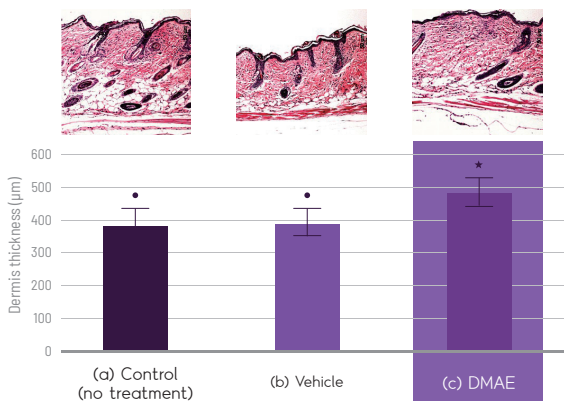 600
500
400
300
200
100
0
Dermis thickness (µm)
(a) Control
(no treatment)
(b) Vehicle
(c) DMAE